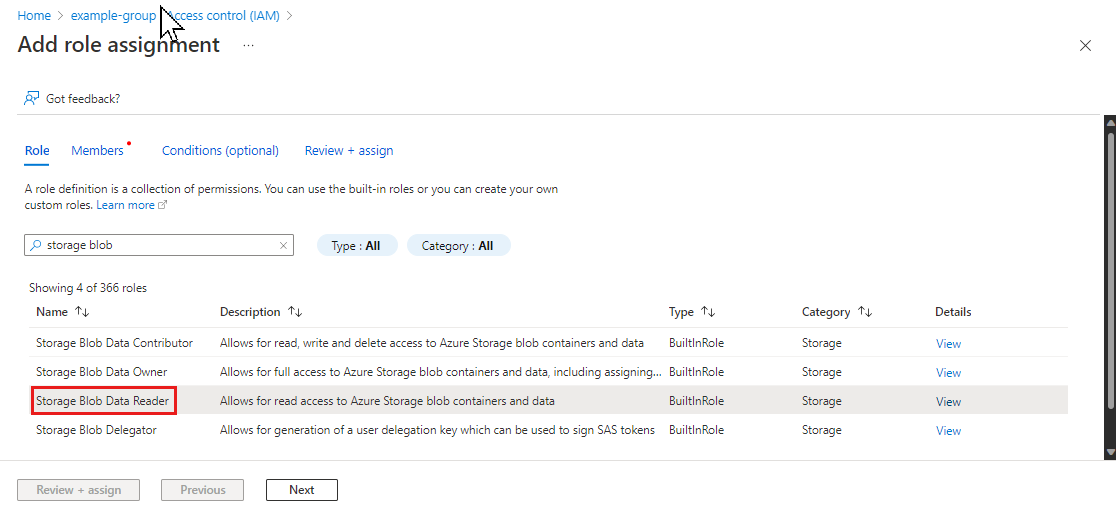 Home > example-group > Access control (IAM) >
Add role assignment ...
Got feedback?
Role Members Conditions (optional) Review + assign
A role definition is a collection of permissions. You can use the built-in roles or you can create your own
custom roles. Learn more
storage blob Type : All Category : All
Showing 4 of 366 roles
Name Description Type Category Details
Storage Blob Data Contributor Allows for read, write and delete access to Azure Storage blob containers and data BuiltInRole Storage View
Storage Blob Data Owner Allows for full access to Azure Storage blob containers and data, including assigning... BuiltInRole Storage View
Storage Blob Data Reader Allows for read access to Azure Storage blob containers and data BuiltInRole Storage View
Storage Blob Delegator Allows for generation of a user delegation key which can be used to sign SAS tokens BuiltInRole Storage View
Review + assign Previous Next